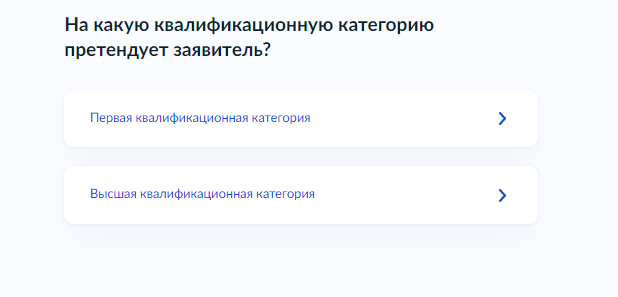 На какую квалификационную категорию
претендует заявитель?
Первая квалификационная категория
Высшая квалификационная категория